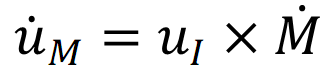 u̇_M = u_I × Ṁ